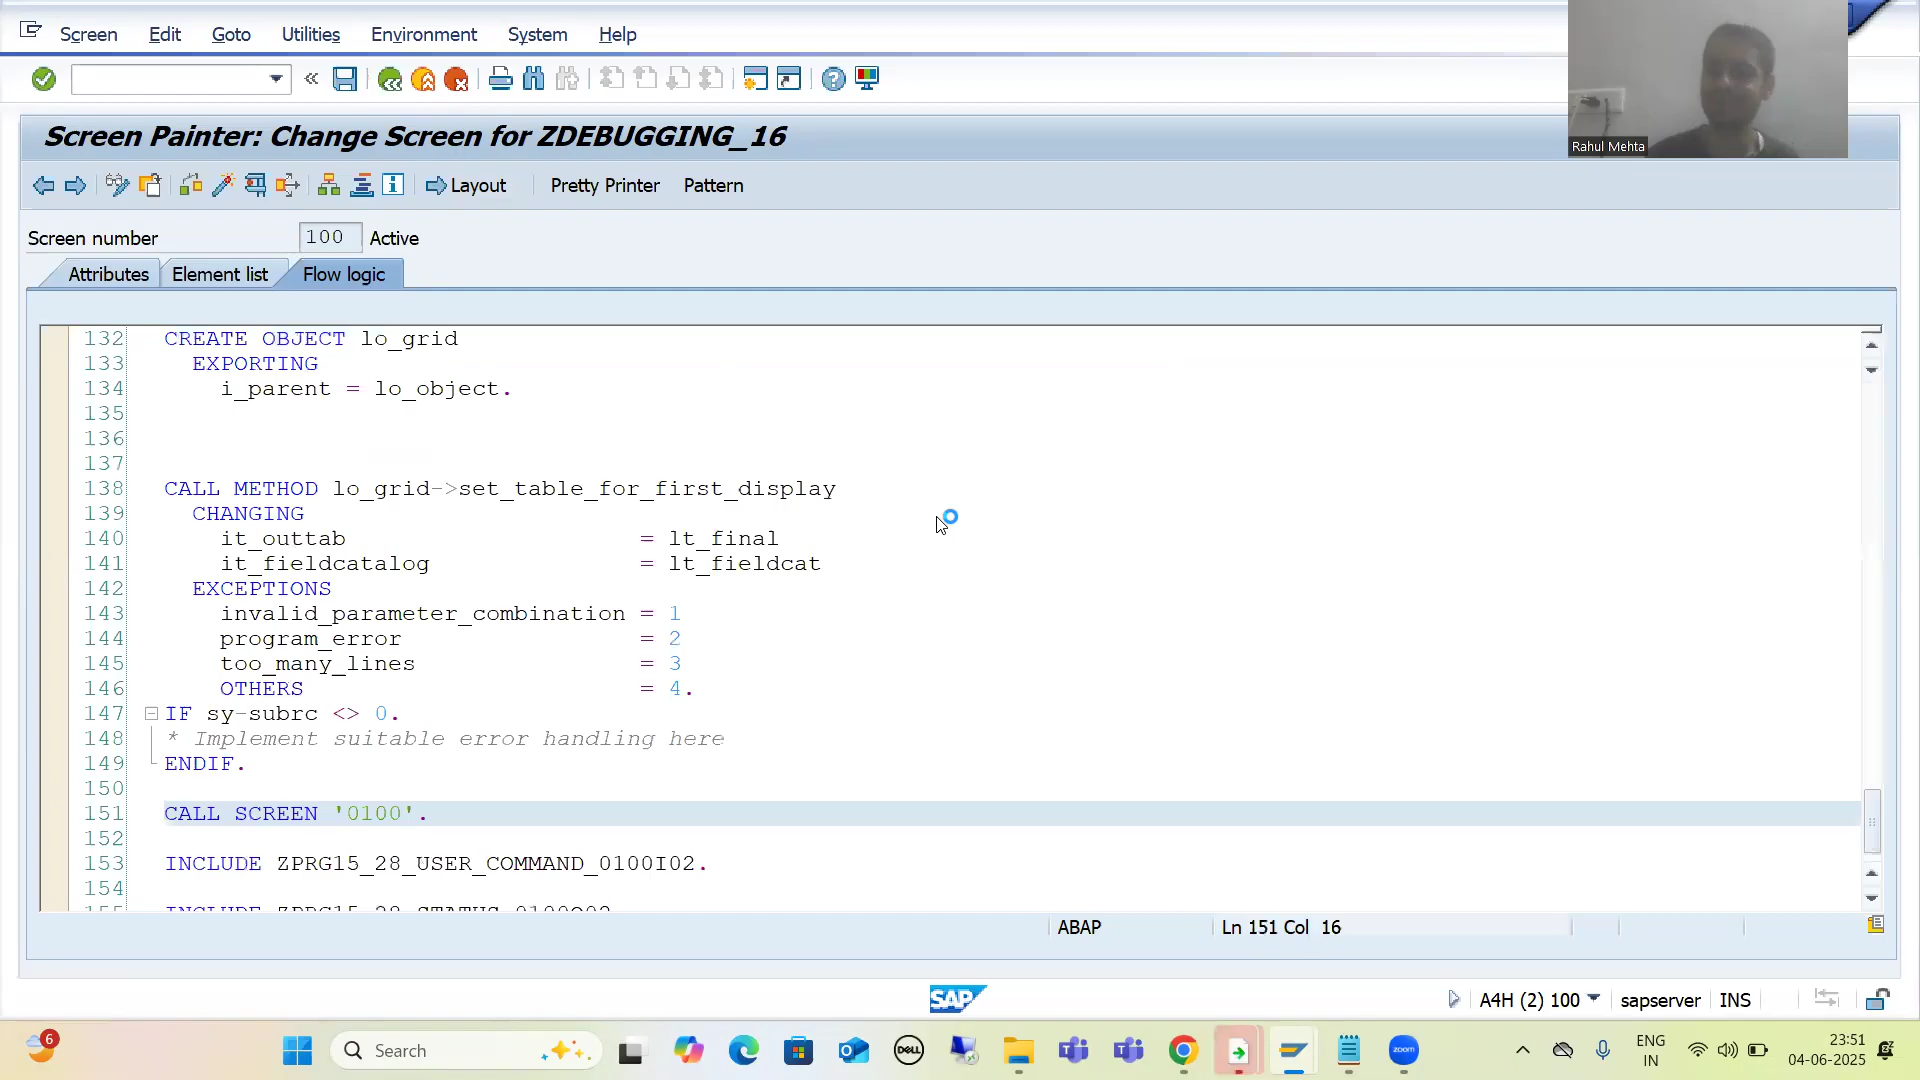 Screen Edit Goto Utilities Environment System Help
Screen Painter: Change Screen for ZDEBUGGING_16
Layout Pretty Printer Pattern
Screen number 100 Active
Attributes Element list Flow logic
132 CREATE OBJECT lo_grid
133 EXPORTING
134 i_parent = lo_object.
135
136
137
138 CALL METHOD lo_grid->set_table_for_first_display
139 CHANGING
140 it_outtab = lt_final
141 it_fieldcatalog = lt_fieldcat
142 EXCEPTIONS
143 invalid_parameter_combination = 1
144 program_error = 2
145 too_many_lines = 3
146 OTHERS = 4.
147 IF sy-subrc <> 0.
148 * Implement suitable error handling here
149 ENDIF.
150
151 CALL SCREEN '0100'.
152
153 INCLUDE ZPRG15_28_USER_COMMAND_0100I02.
154
ABAP Ln 151 Col 16
SAP A4H (2) 100 sapserver INS
Rahul Mehta
6 Search DELL zoom ENG
IN
23:51
04-06-2025